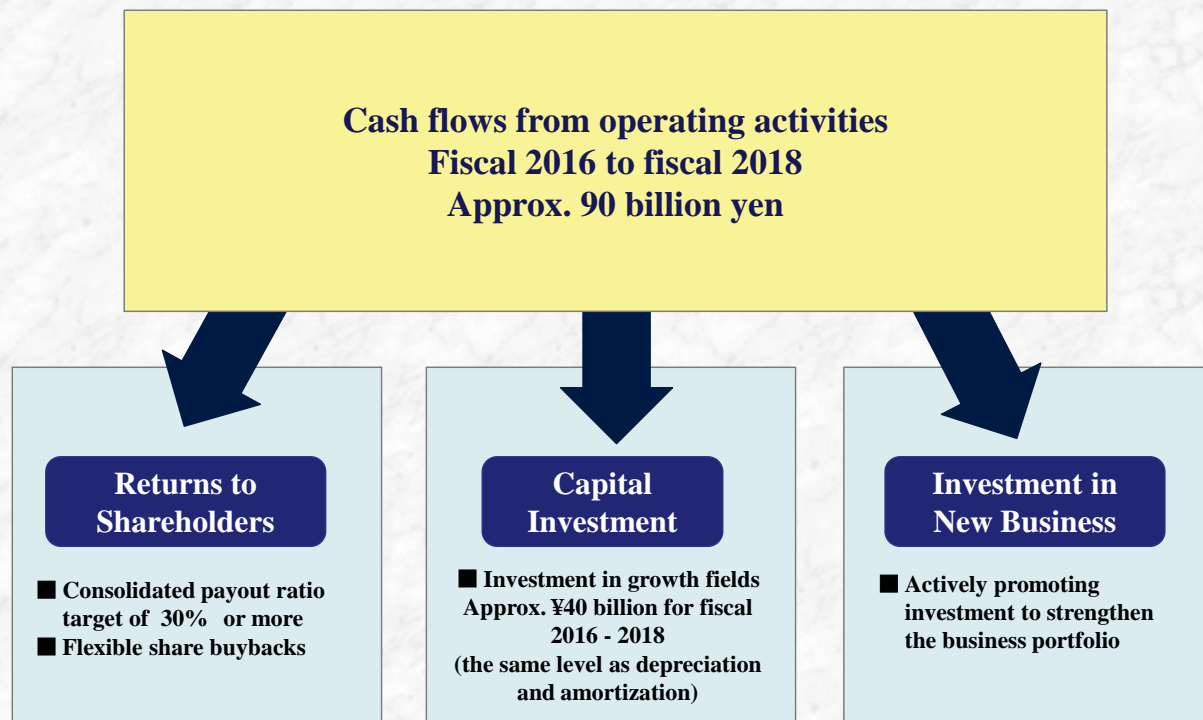 Cash flows from operating activities
Fiscal 2016 to fiscal 2018
Approx. 90 billion yen
Returns to
Shareholders
■ Consolidated payout ratio
target of 30% or more
■ Flexible share buybacks
Capital
Investment
■ Investment in growth fields
Approx. ¥40 billion for fiscal
2016 - 2018
(the same level as depreciation
and amortization)
Investment in
New Business
■ Actively promoting
investment to strengthen
the business portfolio